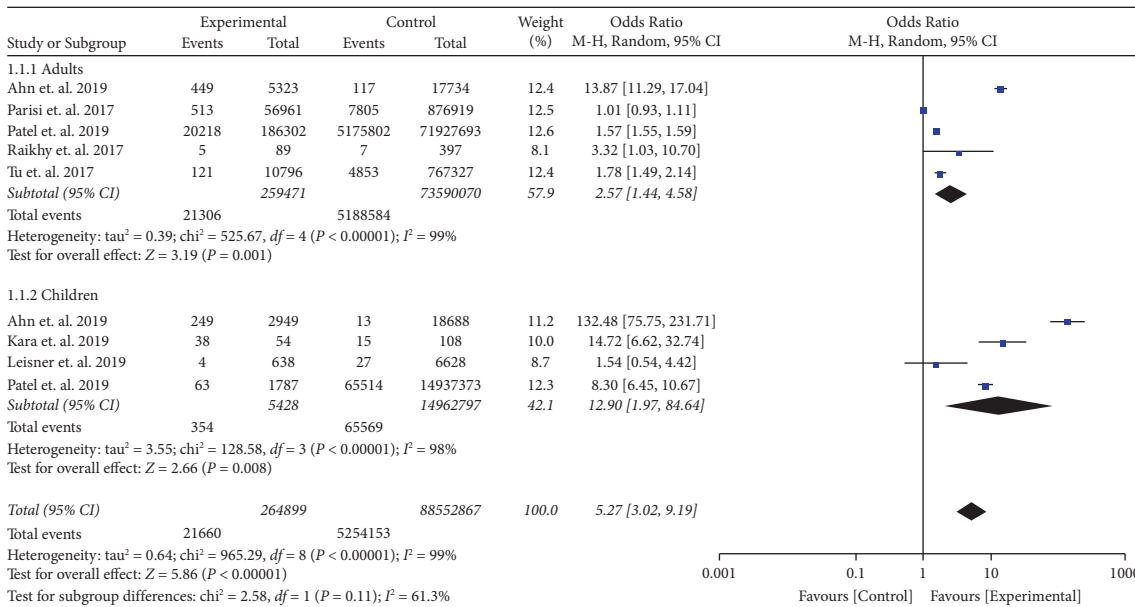 Experimental Control Weight Odds Ratio Odds Ratio
Study or Subgroup Events Total Events Total (%) M-H, Random, 95% CI M-H, Random, 95% CI
1.1.1 Adults
Ahn et. al. 2019 449 5323 117 17734 12.4 13.87 [11.29, 17.04]
Parisi et. al. 2017 513 56961 7805 876919 12.5 1.01 [0.93, 1.11]
Patel et. al. 2019 20218 186302 5175802 71927693 12.6 1.57 [1.55, 1.59]
Raikhy et. al. 2017 5 89 7 397 8.1 3.32 [1.03, 10.70]
Tu et. al. 2017 121 10796 4853 767327 12.4 1.78 [1.49, 2.14]
Subtotal (95% CI) 259471 73590070 57.9 2.57 [1.44, 4.58]
Total events 21306 5188584
Heterogeneity: tau² = 0.39; chi² = 525.67, df = 4 (P < 0.00001); I² = 99%
Test for overall effect: Z = 3.19 (P = 0.001)
1.1.2 Children
Ahn et. al. 2019 249 2949 13 18688 11.2 132.48 [75.75, 231.71]
Kara et. al. 2019 38 54 15 108 10.0 14.72 [6.62, 32.74]
Leisner et. al. 2019 4 638 27 6628 8.7 1.54 [0.54, 4.42]
Patel et. al. 2019 63 1787 65514 14937373 12.3 8.30 [6.45, 10.67]
Subtotal (95% CI) 5428 14962797 42.1 12.90 [1.97, 84.64]
Total events 354 65569
Heterogeneity: tau² = 3.55; chi² = 128.58, df = 3 (P < 0.00001); I² = 98%
Test for overall effect: Z = 2.66 (P = 0.008)
Total (95% CI) 264899 88552867 100.0 5.27 [3.02, 9.19]
Total events 21660 5254153
Heterogeneity: tau² = 0.64; chi² = 965.29, df = 8 (P < 0.00001); I² = 99%
Test for overall effect: Z = 5.86 (P < 0.00001)
0.001 0.1 1 10 1000
Test for subgroup differences: chi² = 2.58, df = 1 (P = 0.11); I² = 61.3%
Favours [Control] Favours [Experimental]